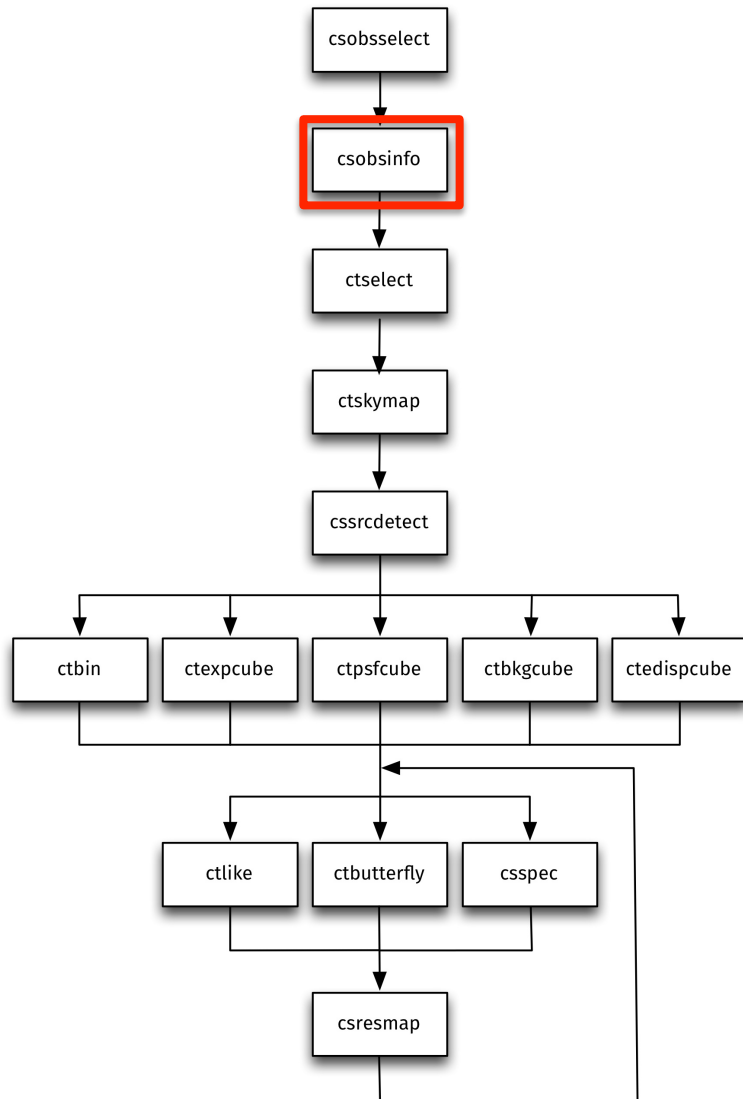 csobsselect
csobsinfo
ctselect
ctskymap
cssrcdetect
ctbin
ctexpcube
ctpsfcube
ctbkgcube
ctedispcube
ctlike
ctbutterfly
csspec
csresmap